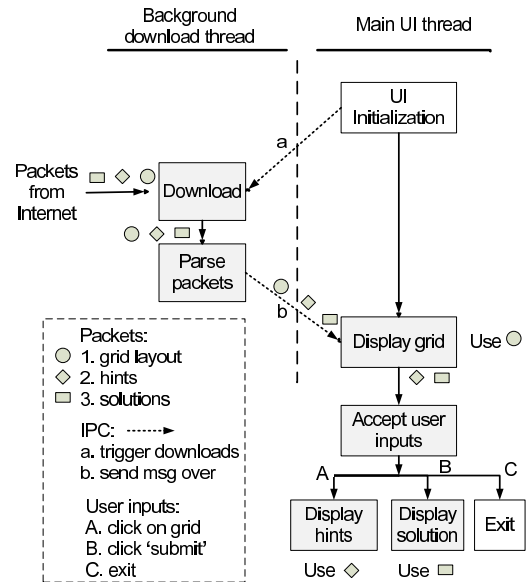 Background
download thread
Main UI thread
UI
Initialization
a
Packets
from
Internet
Download
Parse
packets
b
Display grid
Use
Packets:
1. grid layout
2. hints
3. solutions
IPC:
a. trigger downloads
b. send msg over
User inputs:
A. click on grid
B. click 'submit'
C. exit
Accept user
inputs
A
B
C
Display
hints
Display
solution
Exit
Use
Use